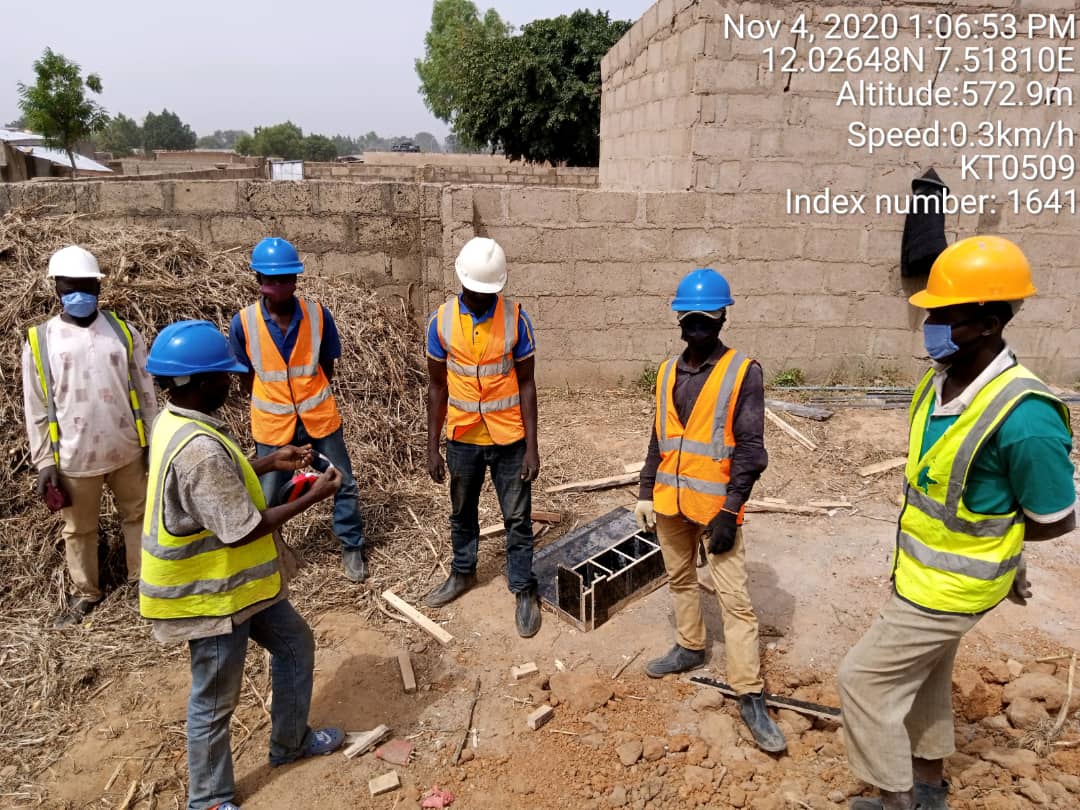 Nov 4, 2020 1:06:53 PM
12.02648N 7.51810E
Altitude:572.9m
Speed:0.3km/h
KT0509
Index number: 1641